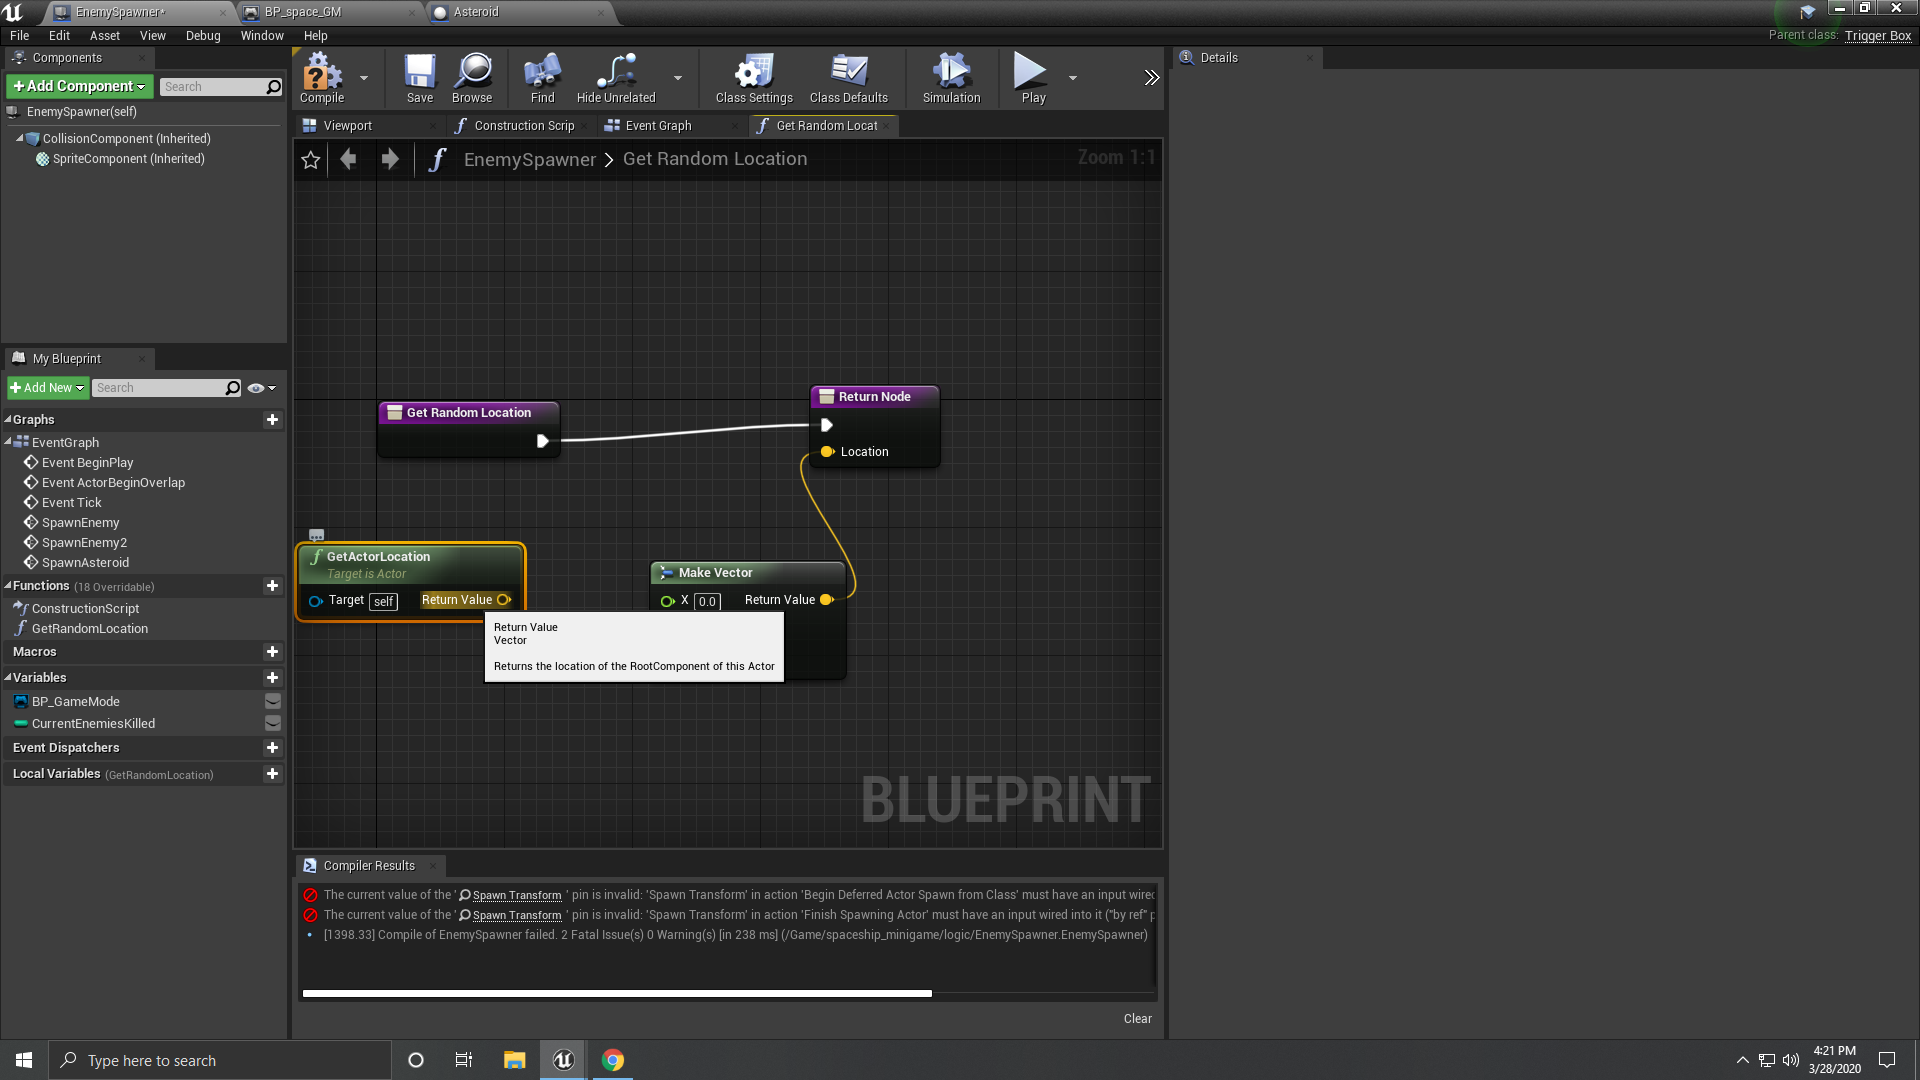 EnemySpawner*
BP_space_GM
Asteroid
File Edit Asset View Debug Window Help
Parent class: Trigger Box
Components
+Add Component
Search
EnemySpawner(self)
CollisionComponent (Inherited)
SpriteComponent (Inherited)
Compile
Save
Browse
Find
Hide Unrelated
Class Settings
Class Defaults
Simulation
Play
Details
Viewport
Construction Scrip
Event Graph
Get Random Locat
EnemySpawner > Get Random Location
Zoom 1:1
My Blueprint
+Add New
Search
Graphs
EventGraph
Event BeginPlay
Event ActorBeginOverlap
Event Tick
SpawnEnemy
SpawnEnemy2
SpawnAsteroid
Functions (18 Overridable)
ConstructionScript
GetRandomLocation
Macros
Variables
BP_GameMode
CurrentEnemiesKilled
Event Dispatchers
Local Variables (GetRandomLocation)
Get Random Location
Return Node
Location
GetActorLocation
Target is Actor
Target self
Return Value
Make Vector
X 0.0
Return Value
Return Value
Vector
Returns the location of the RootComponent of this Actor
BLUEPRINT
Compiler Results
The current value of the ' Spawn Transform ' pin is invalid: 'Spawn Transform' in action 'Begin Deferred Actor Spawn from Class' must have an input wired
The current value of the ' Spawn Transform ' pin is invalid: 'Spawn Transform' in action 'Finish Spawning Actor' must have an input wired into it ("by ref" p
[1398.33] Compile of EnemySpawner failed. 2 Fatal Issue(s) 0 Warning(s) [in 238 ms] (/Game/spaceship_minigame/logic/EnemySpawner.EnemySpawner)
Clear
Type here to search
4:21 PM
3/28/2020